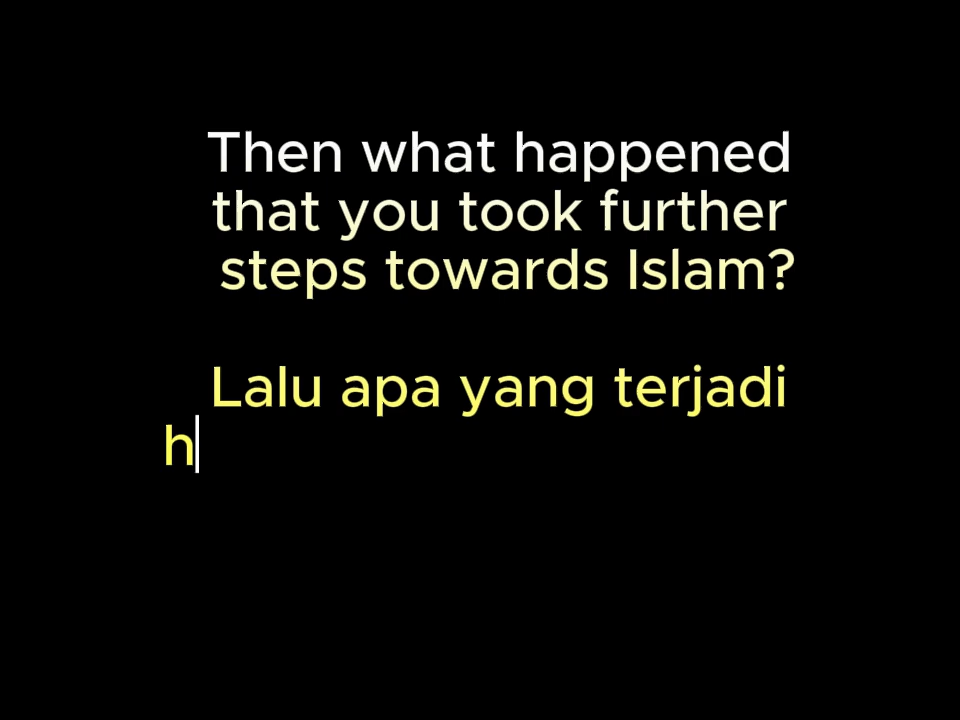 Then what happened
that you took further
steps towards Islam?
Lalu apa yang terjadi
h